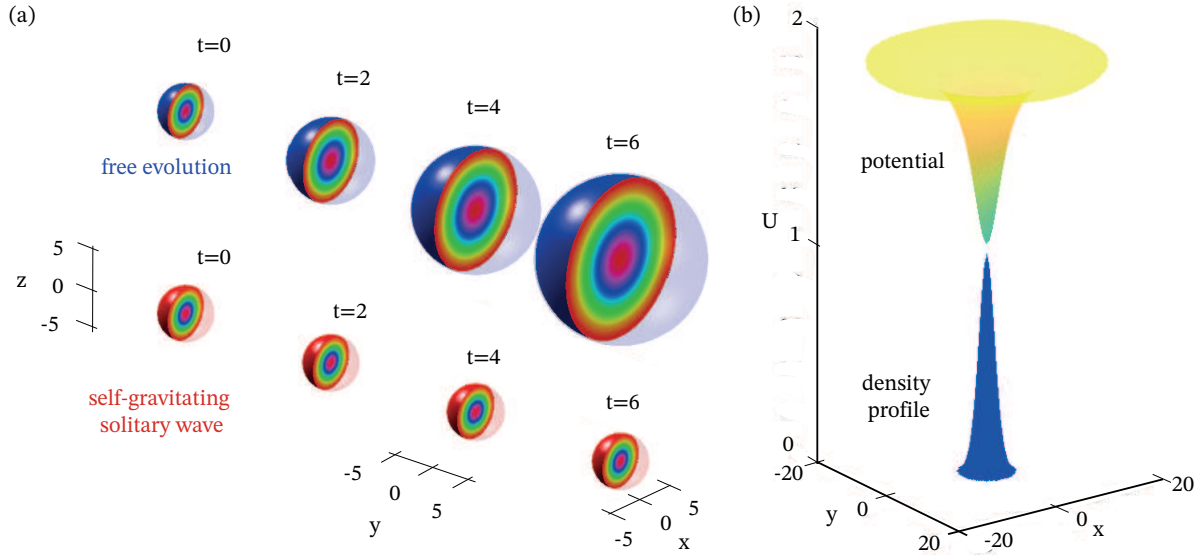 (a)
t=0
t=2
t=4
t=6
free evolution
5
z
0
-5
t=0
t=2
t=4
t=6
self-gravitating
solitary wave
-5
0
5
y
-5
0
5
x
(b)
2
U
1
0
potential
density
profile
-20
y
0
20
-20
0
x
20